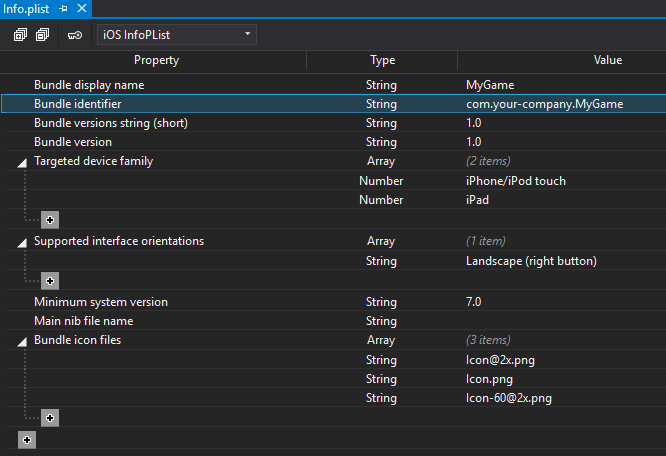 Info.plist
iOS InfoPList
Property Type Value
Bundle display name String MyGame
Bundle identifier String com.your-company.MyGame
Bundle versions string (short) String 1.0
Bundle version String 1.0
Targeted device family Array (2 items)
Number iPhone/iPod touch
Number iPad
Supported interface orientations Array (1 item)
String Landscape (right button)
Minimum system version String 7.0
Main nib file name String
Bundle icon files Array (3 items)
String Icon@2x.png
String Icon.png
String Icon-60@2x.png